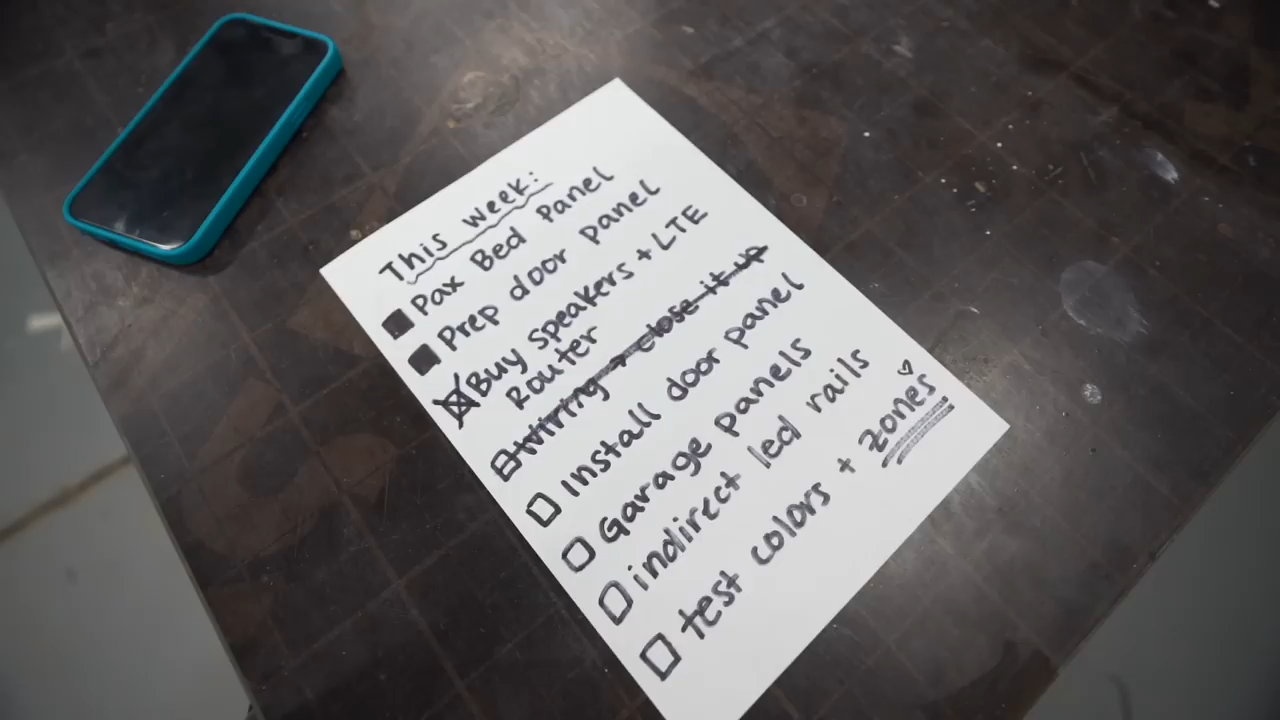 This week:
Pax Bed Panel
Prep door panel
Buy Speakers + LTE
Router
Wiring → close it up
Install door panel
Garage panels
indirect led rails
test colors + zones